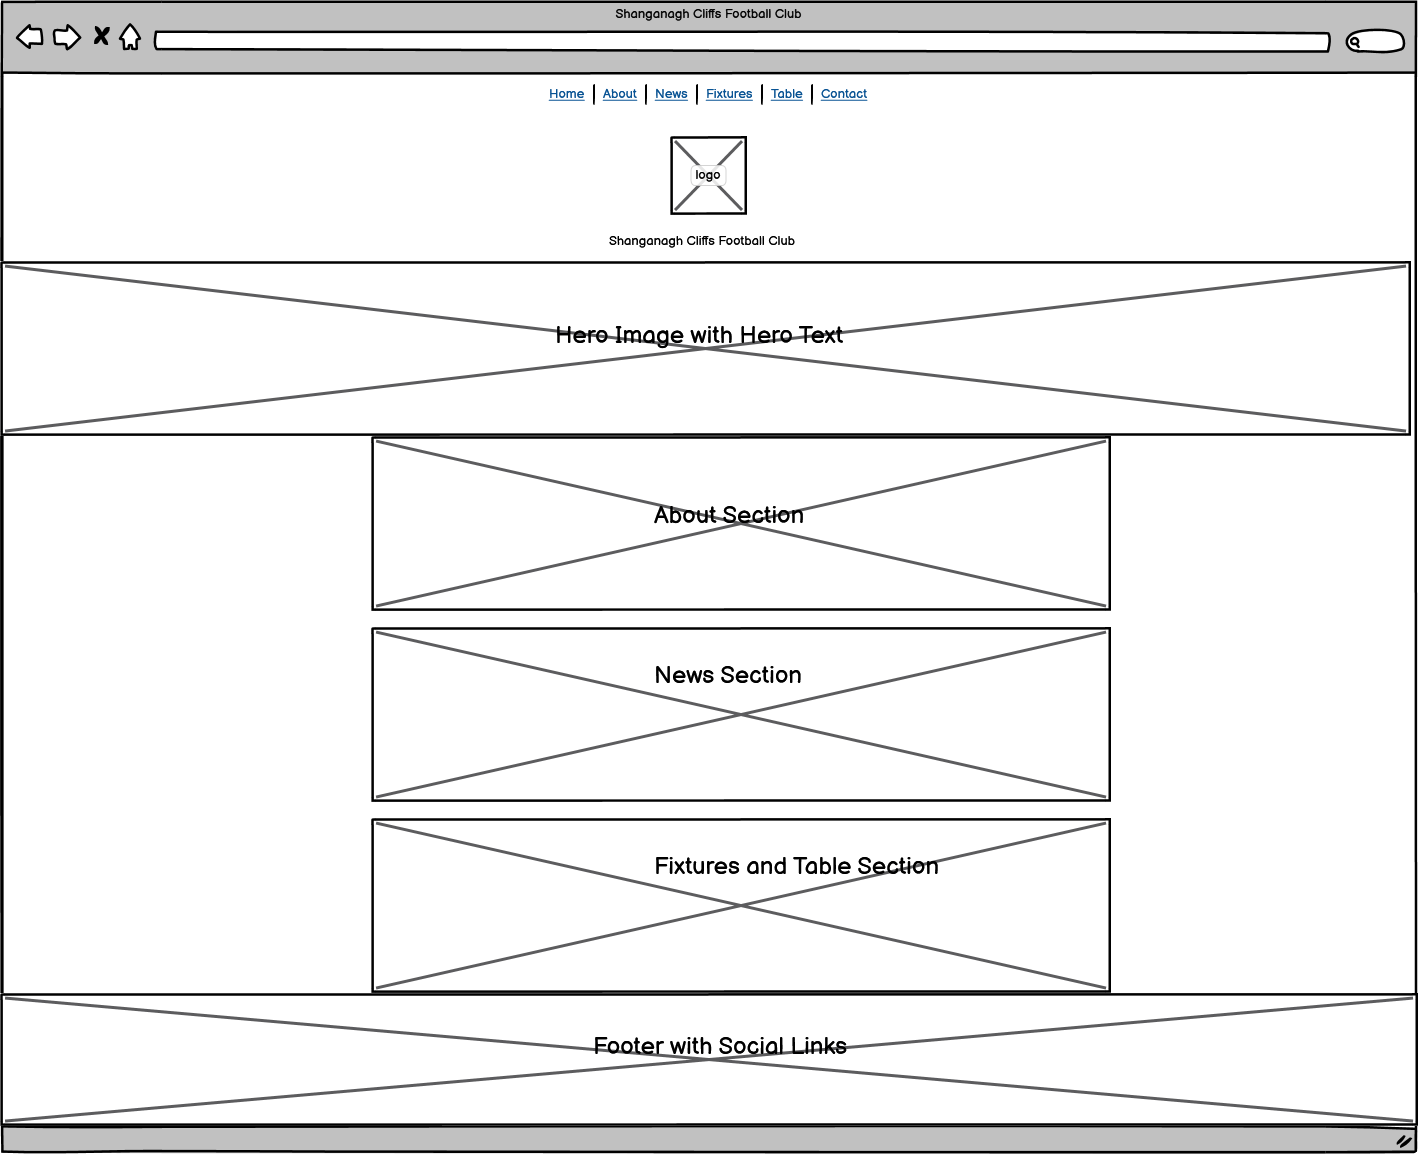 Shanganagh Cliffs Football Club
Home About News Fixtures Table Contact
logo
Shanganagh Cliffs Football Club
Hero Image with Hero Text
About Section
News Section
Fixtures and Table Section
Footer with Social Links